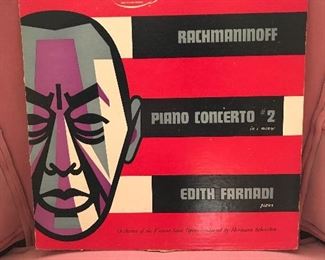 RACHMANINOFF
PIANO CONCERTO #2
in c minor
EDITH FARNADI
piano
Orchestra of the Vienna State Opera conducted by Hermann Scherchen